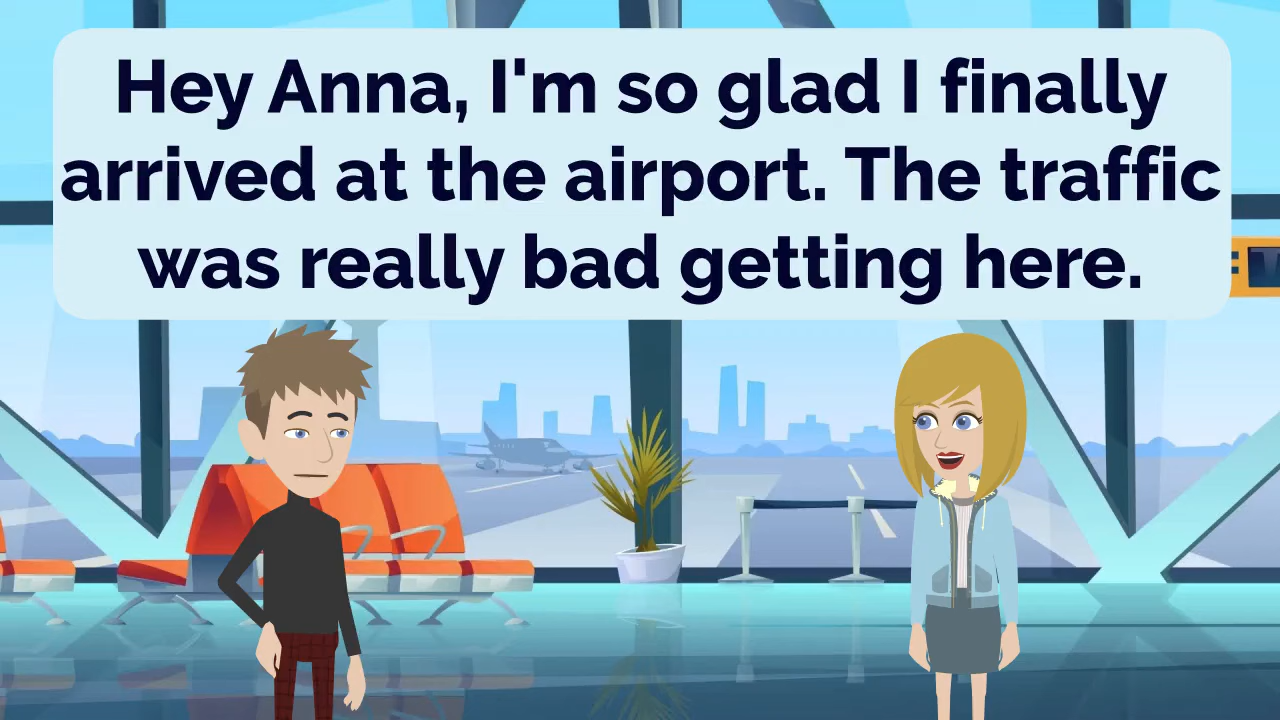 Hey Anna, I'm so glad I finally
arrived at the airport. The traffic
was really bad getting here.